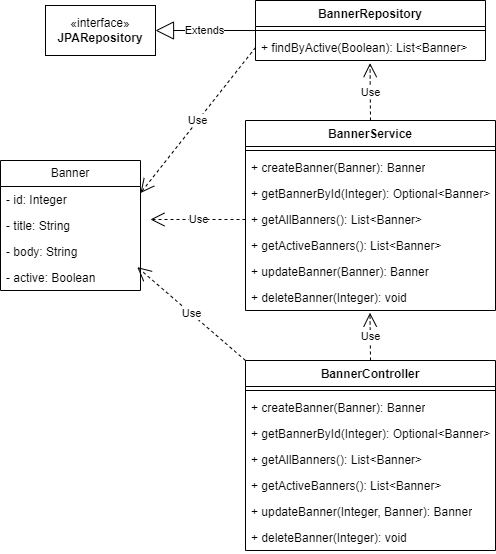 «interface»
JPARepository
Extends
BannerRepository
+ findByActive(Boolean): List<Banner>
Use
Use
BannerService
+ createBanner(Banner): Banner
+ getBannerById(Integer): Optional<Banner>
+ getAllBanners(): List<Banner>
+ getActiveBanners(): List<Banner>
+ updateBanner(Banner): Banner
+ deleteBanner(Integer): void
Banner
- id: Integer
- title: String
- body: String
- active: Boolean
Use
Use
Use
BannerController
+ createBanner(Banner): Banner
+ getBannerById(Integer): Optional<Banner>
+ getAllBanners(): List<Banner>
+ getActiveBanners(): List<Banner>
+ updateBanner(Integer, Banner): Banner
+ deleteBanner(Integer): void